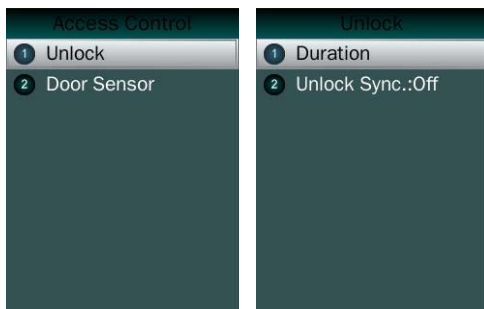 Access Control
1 Unlock
2 Door Sensor
Unlock
1 Duration
2 Unlock Sync.:Off